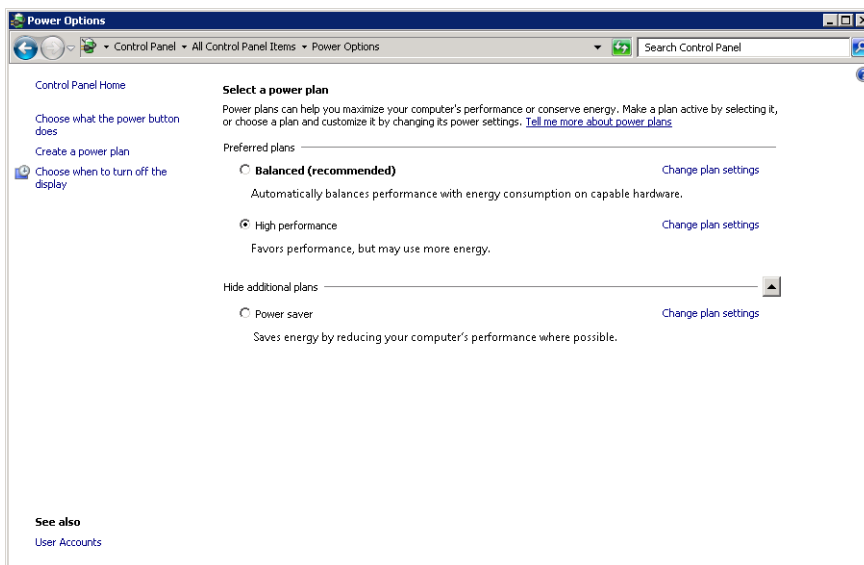 Power Options
Control Panel ▾ All Control Panel Items ▾ Power Options
Search Control Panel
Control Panel Home
Choose what the power button
does
Create a power plan
Choose when to turn off the
display
Select a power plan
Power plans can help you maximize your computer's performance or conserve energy. Make a plan active by selecting it,
or choose a plan and customize it by changing its power settings. Tell me more about power plans
Preferred plans
Balanced (recommended) Change plan settings
Automatically balances performance with energy consumption on capable hardware.
High performance Change plan settings
Favors performance, but may use more energy.
Hide additional plans
Power saver Change plan settings
Saves energy by reducing your computer's performance where possible.
See also
User Accounts